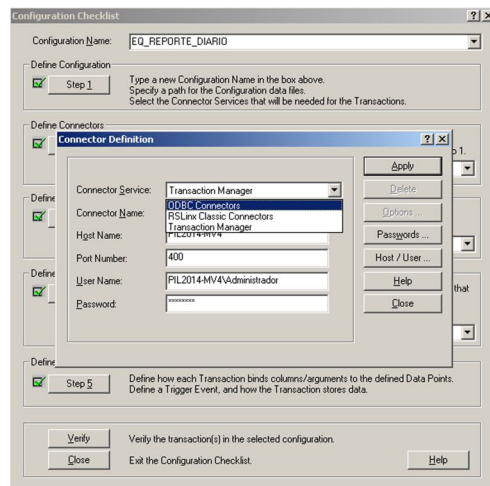 Configuration Checklist
Configuration Name: EQ_REPORTE_DIARIO
Define Configuration
Step 1
Type a new Configuration Name in the box above.
Specify a path for the Configuration data files.
Select the Connector Services that will be needed for the Transactions.
Define Connectors
p 1.
Connector Definition
Connector Service: Transaction Manager
ODBC Connectors
RSLinx Classic Connectors
Transaction Manager
Connector Name:
Host Name: PIL2014-MV4
Port Number: 400
User Name: PIL2014-MV4\Administrador
Password: xxxxxxxx
Apply
Delete
Options ...
Passwords ...
Host / User ...
Help
Close
Define
Define
that
Define
Step 5
Define how each Transaction binds columns/arguments to the defined Data Points.
Define a Trigger Event, and how the Transaction stores data.
Verify
Verify the transaction(s) in the selected configuration.
Close
Exit the Configuration Checklist.
Help